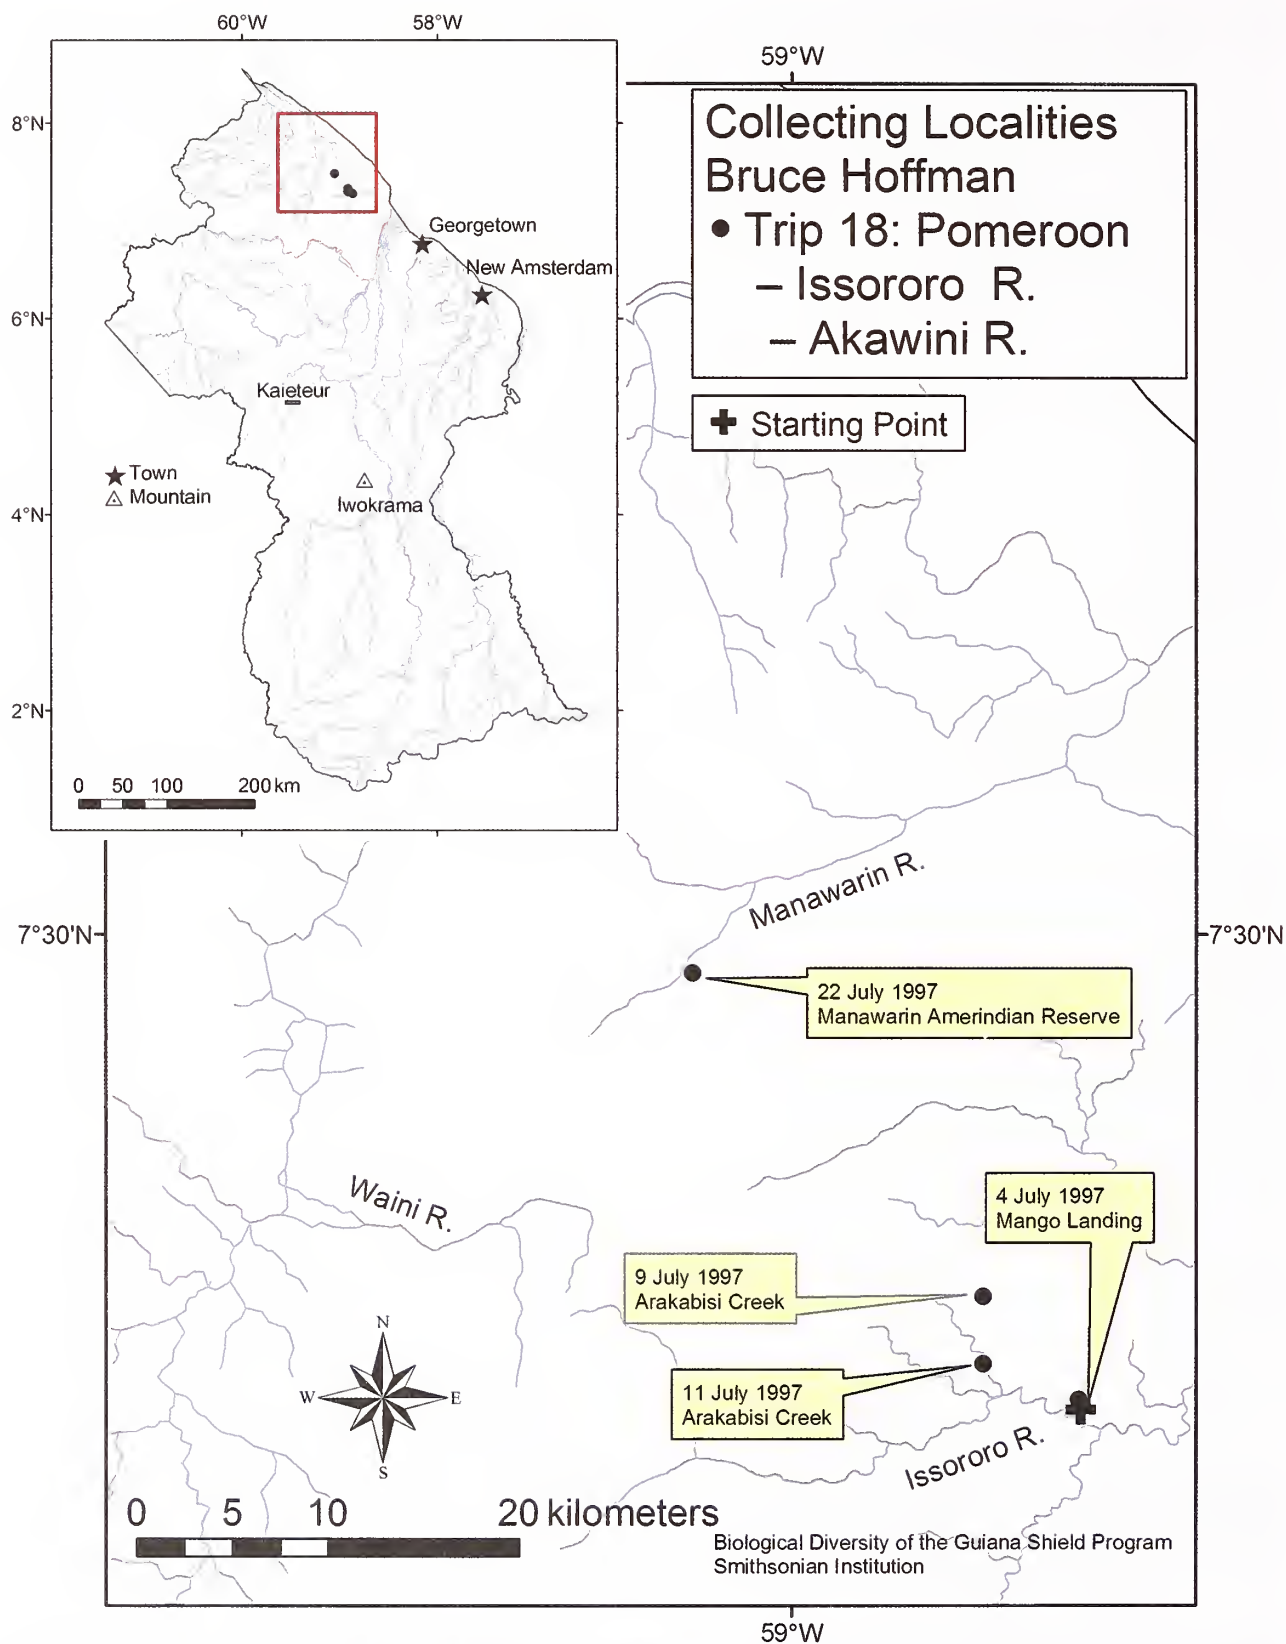 60°W
58°W
8°N
6°N
4°N
2°N
Georgetown
New Amsterdam
Kaieteur
Iwokrama
Town
Mountain
0 50 100 200 km
59°W
Collecting Localities
Bruce Hoffman
• Trip 18: Pomeroon
– Issororo R.
– Akawini R.
Starting Point
7°30'N
7°30'N
Manawarin R.
22 July 1997
Manawarin Amerindian Reserve
Waini R.
4 July 1997
Mango Landing
9 July 1997
Arakabisi Creek
11 July 1997
Arakabisi Creek
Issororo R.
N
W
E
S
0 5 10 20 kilometers
Biological Diversity of the Guiana Shield Program
Smithsonian Institution
59°W